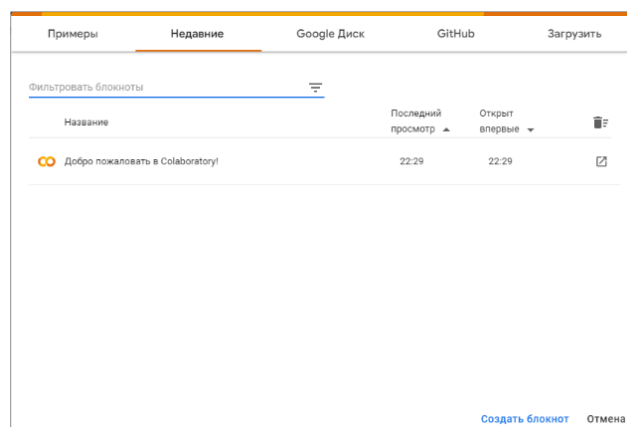 Примеры Недавние Google Диск GitHub Загрузить
Фильтровать блокноты
Название Последний просмотр Открыт впервые
Добро пожаловать в Colaboratory! 22:29 22:29
Создать блокнот Отмена